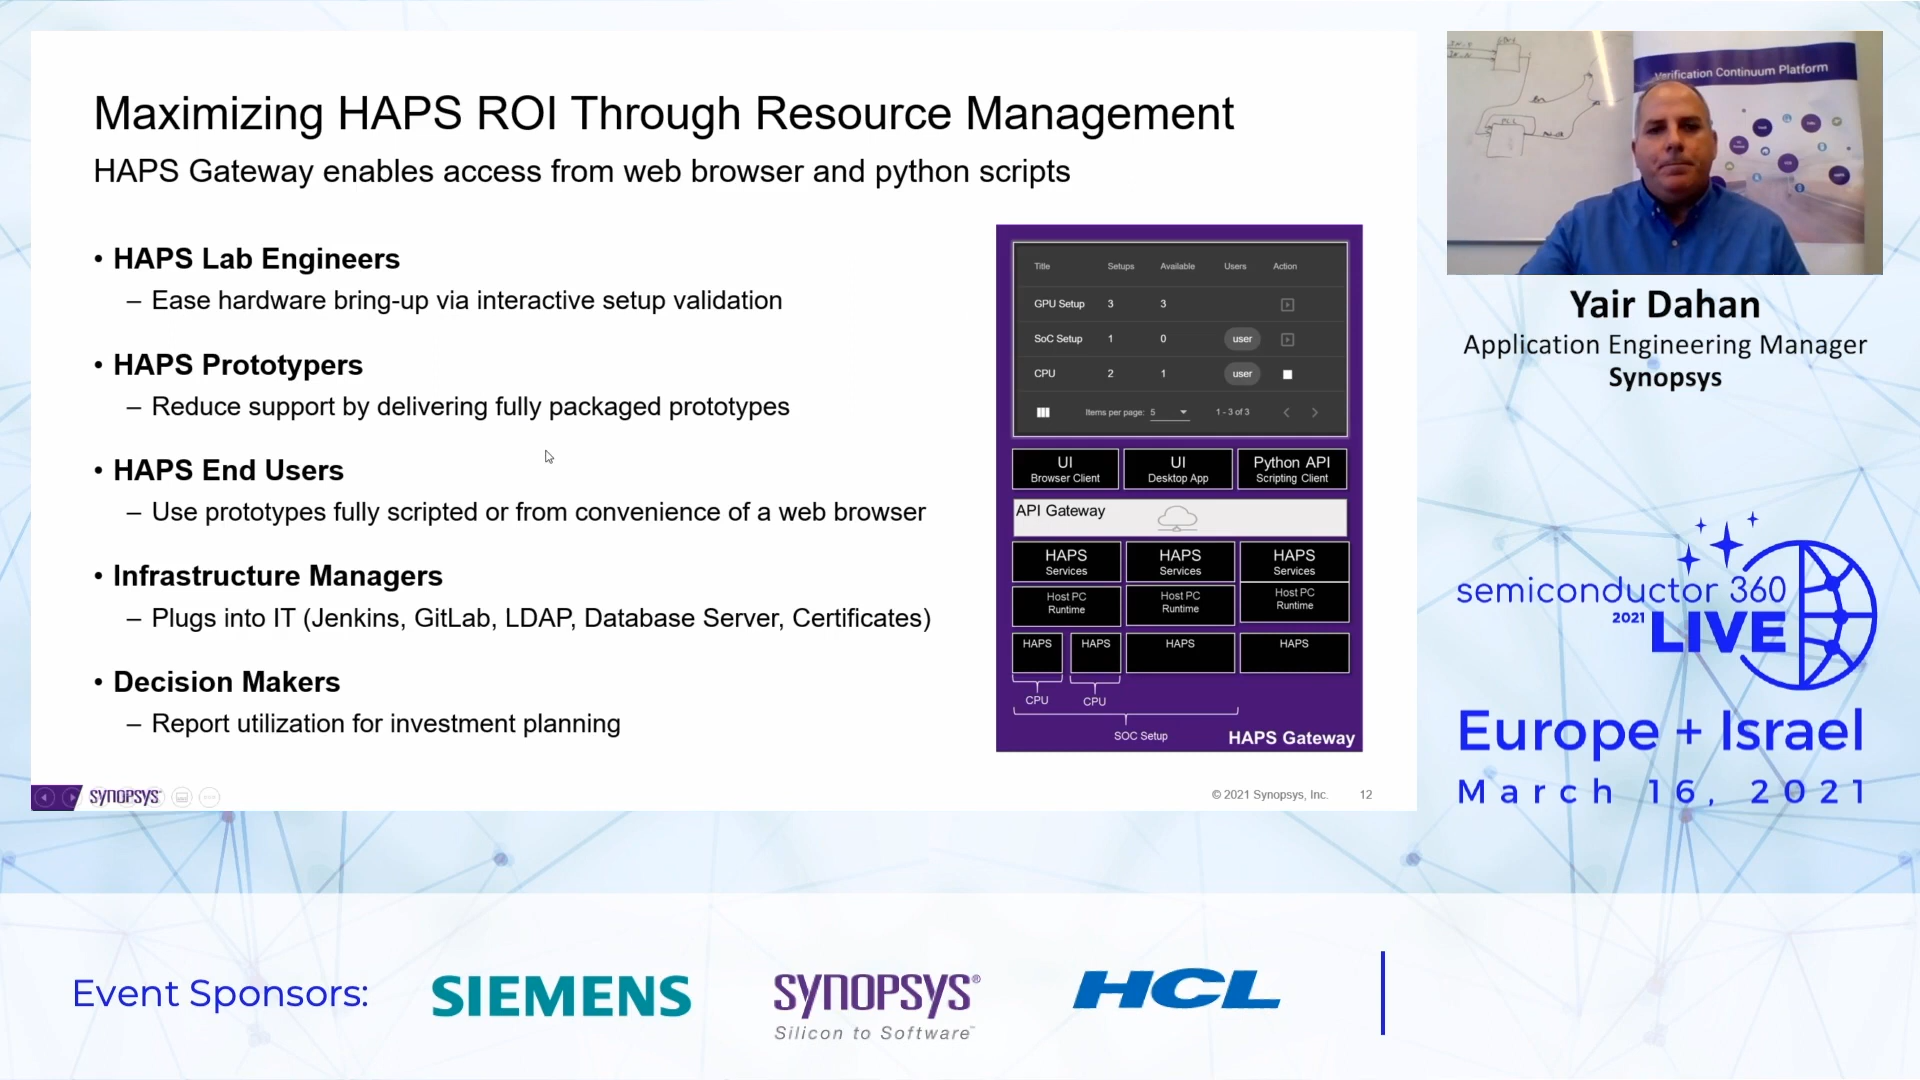 Maximizing HAPS ROI Through Resource Management
HAPS Gateway enables access from web browser and python scripts
• HAPS Lab Engineers
– Ease hardware bring-up via interactive setup validation
• HAPS Prototypers
– Reduce support by delivering fully packaged prototypes
• HAPS End Users
– Use prototypes fully scripted or from convenience of a web browser
• Infrastructure Managers
– Plugs into IT (Jenkins, GitLab, LDAP, Database Server, Certificates)
• Decision Makers
– Report utilization for investment planning
Title Setups Available Users Action
GPU Setup 3 3
SoC Setup 1 0 user
CPU 2 1 user
Items per page: 5 1 - 3 of 3
UI UI Python API
Browser Client Desktop App Scripting Client
API Gateway
HAPS HAPS HAPS
Services Services Services
Host PC Host PC Host PC
Runtime Runtime Runtime
HAPS HAPS HAPS HAPS
CPU CPU
SOC Setup
HAPS Gateway
SYNOPSYS
© 2021 Synopsys, Inc. 12
Verification Continuum Platform
Yair Dahan
Application Engineering Manager
Synopsys
semiconductor 360
2021 LIVE
Europe + Israel
March 16, 2021
Event Sponsors:
SIEMENS
SYNOPSYS®
Silicon to Software™
HCL